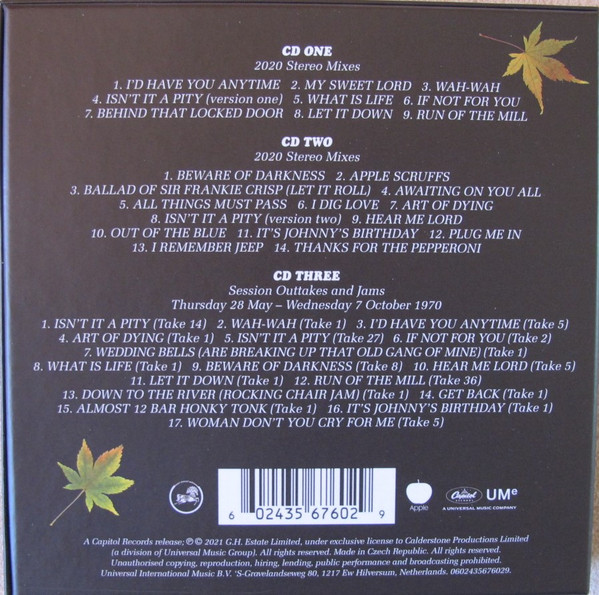 CD ONE
2020 Stereo Mixes
1. I'D HAVE YOU ANYTIME 2. MY SWEET LORD 3. WAH-WAH
4. ISN'T IT A PITY (version one) 5. WHAT IS LIFE 6. IF NOT FOR YOU
7. BEHIND THAT LOCKED DOOR 8. LET IT DOWN 9. RUN OF THE MILL
CD TWO
2020 Stereo Mixes
1. BEWARE OF DARKNESS 2. APPLE SCRUFFS
3. BALLAD OF SIR FRANKIE CRISP (LET IT ROLL) 4. AWAITING ON YOU ALL
5. ALL THINGS MUST PASS 6. I DIG LOVE 7. ART OF DYING
8. ISN'T IT A PITY (version two) 9. HEAR ME LORD
10. OUT OF THE BLUE 11. IT'S JOHNNY'S BIRTHDAY 12. PLUG ME IN
13. I REMEMBER JEEP 14. THANKS FOR THE PEPPERONI
CD THREE
Session Outtakes and Jams
Thursday 28 May – Wednesday 7 October 1970
1. ISN'T IT A PITY (Take 14) 2. WAH-WAH (Take 1) 3. I'D HAVE YOU ANYTIME (Take 5)
4. ART OF DYING (Take 1) 5. ISN'T IT A PITY (Take 27) 6. IF NOT FOR YOU (Take 2)
7. WEDDING BELLS (ARE BREAKING UP THAT OLD GANG OF MINE) (Take 1)
8. WHAT IS LIFE (Take 1) 9. BEWARE OF DARKNESS (Take 8) 10. HEAR ME LORD (Take 5)
11. LET IT DOWN (Take 1) 12. RUN OF THE MILL (Take 36)
13. DOWN TO THE RIVER (ROCKING CHAIR JAM) (Take 1) 14. GET BACK (Take 1)
15. ALMOST 12 BAR HONKY TONK (Take 1) 16. IT'S JOHNNY'S BIRTHDAY (Take 1)
17. WOMAN DON'T YOU CRY FOR ME (Take 5)
6 02435 67602 9
Apple
Capitol
RECORDS
UMe
A UNIVERSAL MUSIC COMPANY
A Capitol Records release; ℗ © 2021 G.H. Estate Limited, under exclusive license to Calderstone Productions Limited
(a division of Universal Music Group). All rights reserved. Made in Czech Republic. All rights reserved.
Unauthorised copying, reproduction, hiring, lending, public performance and broadcasting prohibited.
Universal International Music B.V. 'S-Gravelandseweg 80, 1217 Ew Hilversum, Netherlands. 0602435676029.